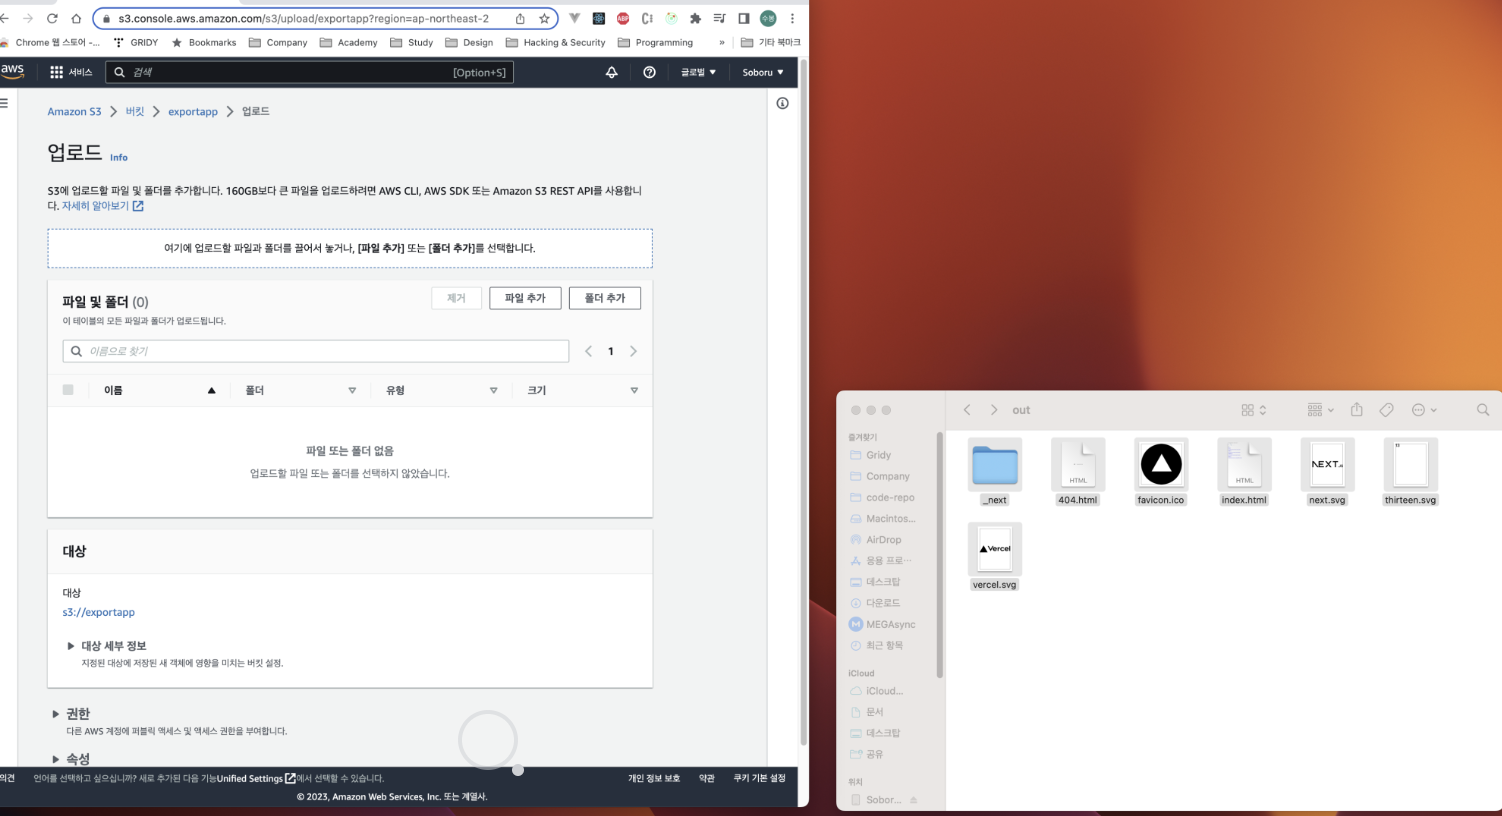 s3.console.aws.amazon.com/s3/upload/exportapp?region=ap-northeast-2
ABP
수봉
Chrome 웹 스토어 -...
GRIDY
Bookmarks
Company
Academy
Study
Design
Hacking & Security
Programming
»
기타 북마크
aws
서비스
검색
[Option+S]
글로벌 ▼
Soboru ▼
Amazon S3
버킷
exportapp
업로드
업로드
Info
S3에 업로드할 파일 및 폴더를 추가합니다. 160GB보다 큰 파일을 업로드하려면 AWS CLI, AWS SDK 또는 Amazon S3 REST API를 사용합니
다. 자세히 알아보기
여기에 업로드할 파일과 폴더를 끌어서 놓거나, [파일 추가] 또는 [폴더 추가]를 선택합니다.
파일 및 폴더 (0)
제거
파일 추가
폴더 추가
이 테이블의 모든 파일과 폴더가 업로드됩니다.
이름으로 찾기
1
이름
폴더
유형
크기
파일 또는 폴더 없음
업로드할 파일 또는 폴더를 선택하지 않았습니다.
대상
대상
s3://exportapp
대상 세부 정보
지정된 대상에 저장된 새 객체에 영향을 미치는 버킷 설정.
권한
다른 AWS 계정에 퍼블릭 액세스 및 액세스 권한을 부여합니다.
속성
의견
언어를 선택하고 싶으십니까? 새로 추가된 다음 기능Unified Settings에서 선택할 수 있습니다.
개인 정보 보호
약관
쿠키 기본 설정
© 2023, Amazon Web Services, Inc. 또는 계열사.
out
즐겨찾기
Gridy
Company
code-repo
Macintos...
AirDrop
응용 프로...
데스크탑
다운로드
MEGAsync
최근 항목
iCloud
iCloud...
문서
데스크탑
공유
위치
Sobor...
HTML
HTML
NEXT.
_next
404.html
favicon.ico
index.html
next.svg
thirteen.svg
▲Vercel
vercel.svg